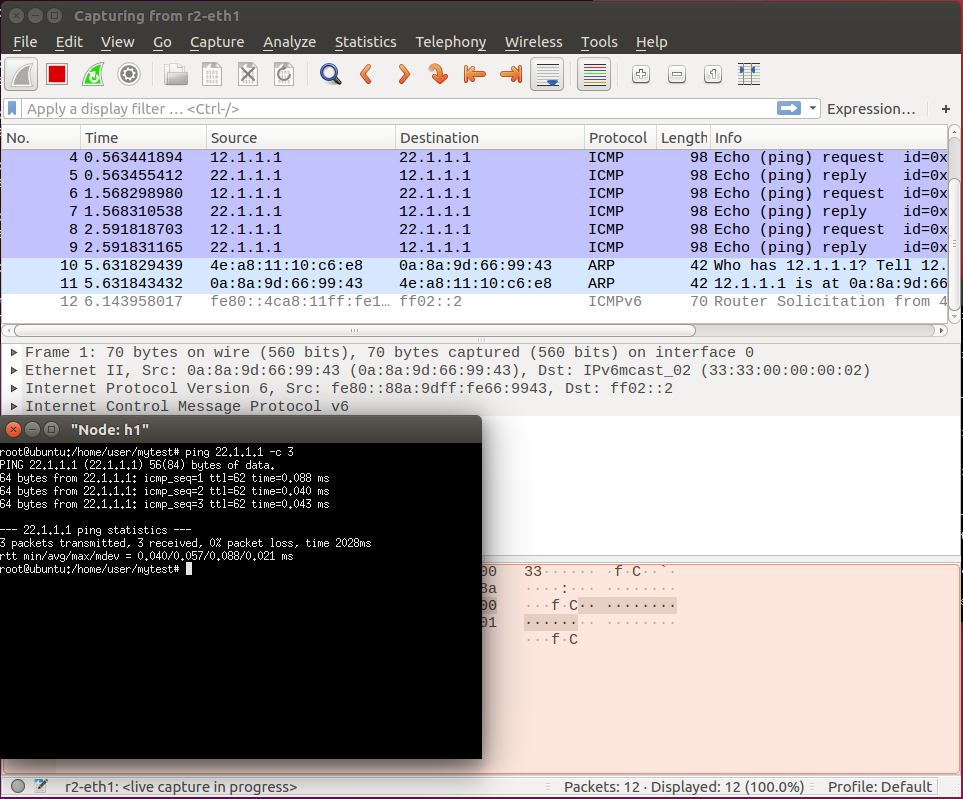 Capturing from r2-eth1
File Edit View Go Capture Analyze Statistics Telephony Wireless Tools Help
Apply a display filter … <Ctrl-/> Expression… +
No. Time Source Destination Protocol Length Info
4 0.563441894 12.1.1.1 22.1.1.1 ICMP 98 Echo (ping) request id=0x
5 0.563455412 22.1.1.1 12.1.1.1 ICMP 98 Echo (ping) reply id=0x
6 1.568298980 12.1.1.1 22.1.1.1 ICMP 98 Echo (ping) request id=0x
7 1.568310538 22.1.1.1 12.1.1.1 ICMP 98 Echo (ping) reply id=0x
8 2.591818703 12.1.1.1 22.1.1.1 ICMP 98 Echo (ping) request id=0x
9 2.591831165 22.1.1.1 12.1.1.1 ICMP 98 Echo (ping) reply id=0x
10 5.631829439 4e:a8:11:10:c6:e8 0a:8a:9d:66:99:43 ARP 42 Who has 12.1.1.1? Tell 12.
11 5.631843432 0a:8a:9d:66:99:43 4e:a8:11:10:c6:e8 ARP 42 12.1.1.1 is at 0a:8a:9d:66
12 6.143958017 fe80::4ca8:11ff:fe1… ff02::2 ICMPv6 70 Router Solicitation from 4
Frame 1: 70 bytes on wire (560 bits), 70 bytes captured (560 bits) on interface 0
Ethernet II, Src: 0a:8a:9d:66:99:43 (0a:8a:9d:66:99:43), Dst: IPv6mcast_02 (33:33:00:00:00:02)
Internet Protocol Version 6, Src: fe80::88a:9dff:fe66:9943, Dst: ff02::2
Internet Control Message Protocol v6
"Node: h1"
root@ubuntu:/home/user/mytest# ping 22.1.1.1 -c 3
PING 22.1.1.1 (22.1.1.1) 56(84) bytes of data.
64 bytes from 22.1.1.1: icmp_seq=1 ttl=62 time=0.088 ms
64 bytes from 22.1.1.1: icmp_seq=2 ttl=62 time=0.040 ms
64 bytes from 22.1.1.1: icmp_seq=3 ttl=62 time=0.043 ms
--- 22.1.1.1 ping statistics ---
3 packets transmitted, 3 received, 0% packet loss, time 2028ms
rtt min/avg/max/mdev = 0.040/0.057/0.088/0.021 ms
root@ubuntu:/home/user/mytest#
00 33······ ·f·C··`·
8a ····:··· ········
00 ···f·C·· ········
01 ········ ········
···f·C
r2-eth1: <live capture in progress> Packets: 12 · Displayed: 12 (100.0%) Profile: Default